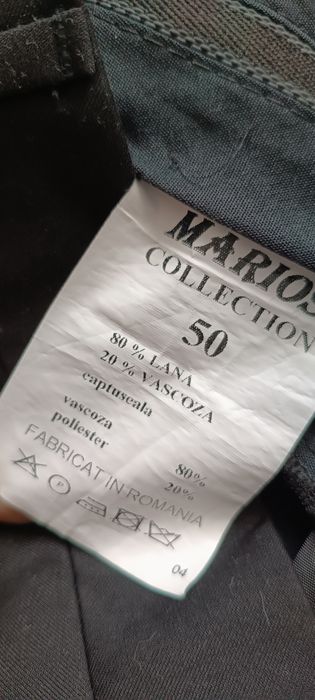 MARIOS
COLLECTION
50
80 % LANA
20 % VASCOZA
captuseala
vascoza 80%
poliester 20%
FABRICAT IN ROMANIA
P
04